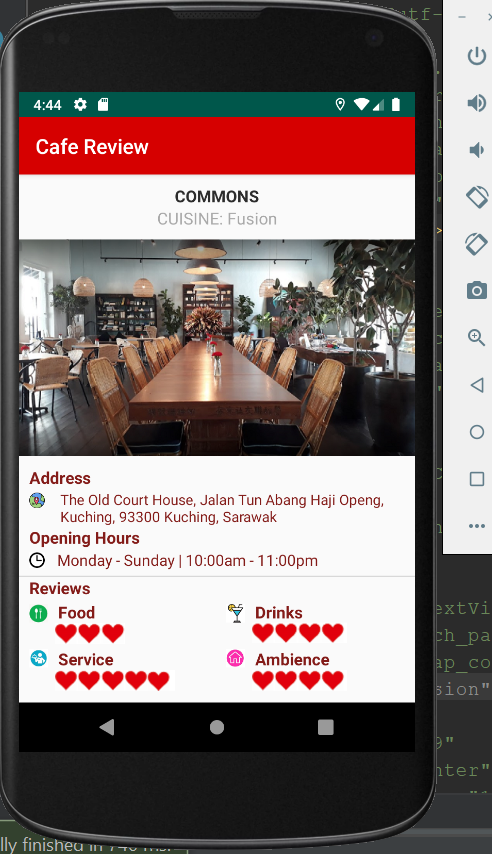 utf-
4:44
Cafe Review
COMMONS
CUISINE: Fusion
Address
The Old Court House, Jalan Tun Abang Haji Openg,
Kuching, 93300 Kuching, Sarawak
Opening Hours
Monday - Sunday | 10:00am - 11:00pm
Reviews
Food
Drinks
Service
Ambience
extVi
ch_pa
ap_co
sion"
9"
nter"
lly finished in 740 ms.